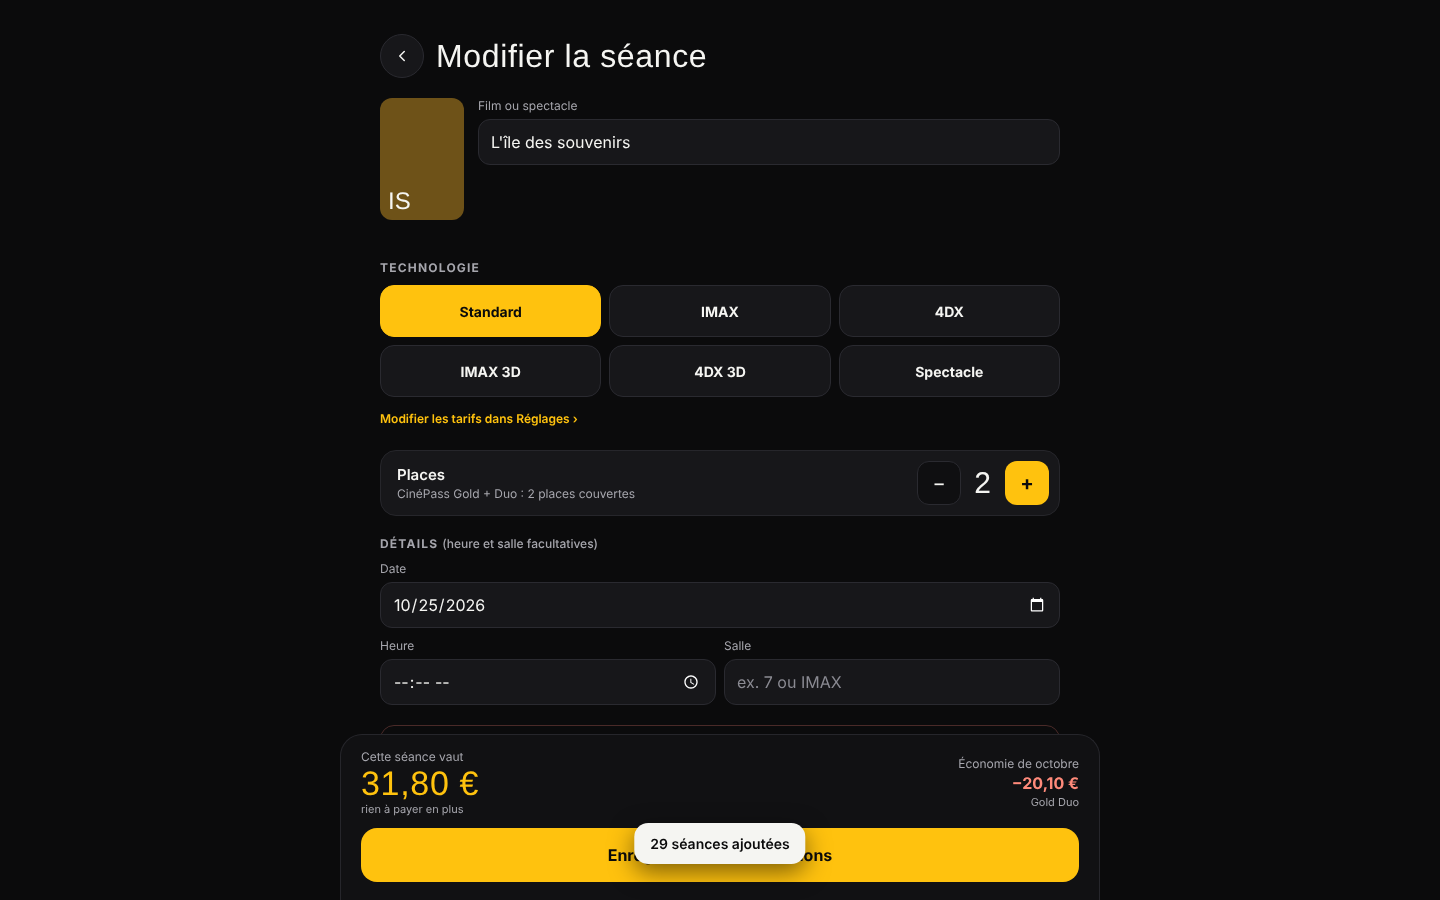 Modifier la séance
Film ou spectacle
L'île des souvenirs
IS
TECHNOLOGIE
Standard
IMAX
4DX
IMAX 3D
4DX 3D
Spectacle
Modifier les tarifs dans Réglages ›
Places
CinéPass Gold + Duo : 2 places couvertes
− 2 +
DÉTAILS (heure et salle facultatives)
Date
10/25/2026
Heure
Salle
--:-- --
ex. 7 ou IMAX
Cette séance vaut
31,80 €
rien à payer en plus
Économie de octobre
−20,10 €
Gold Duo
29 séances ajoutées